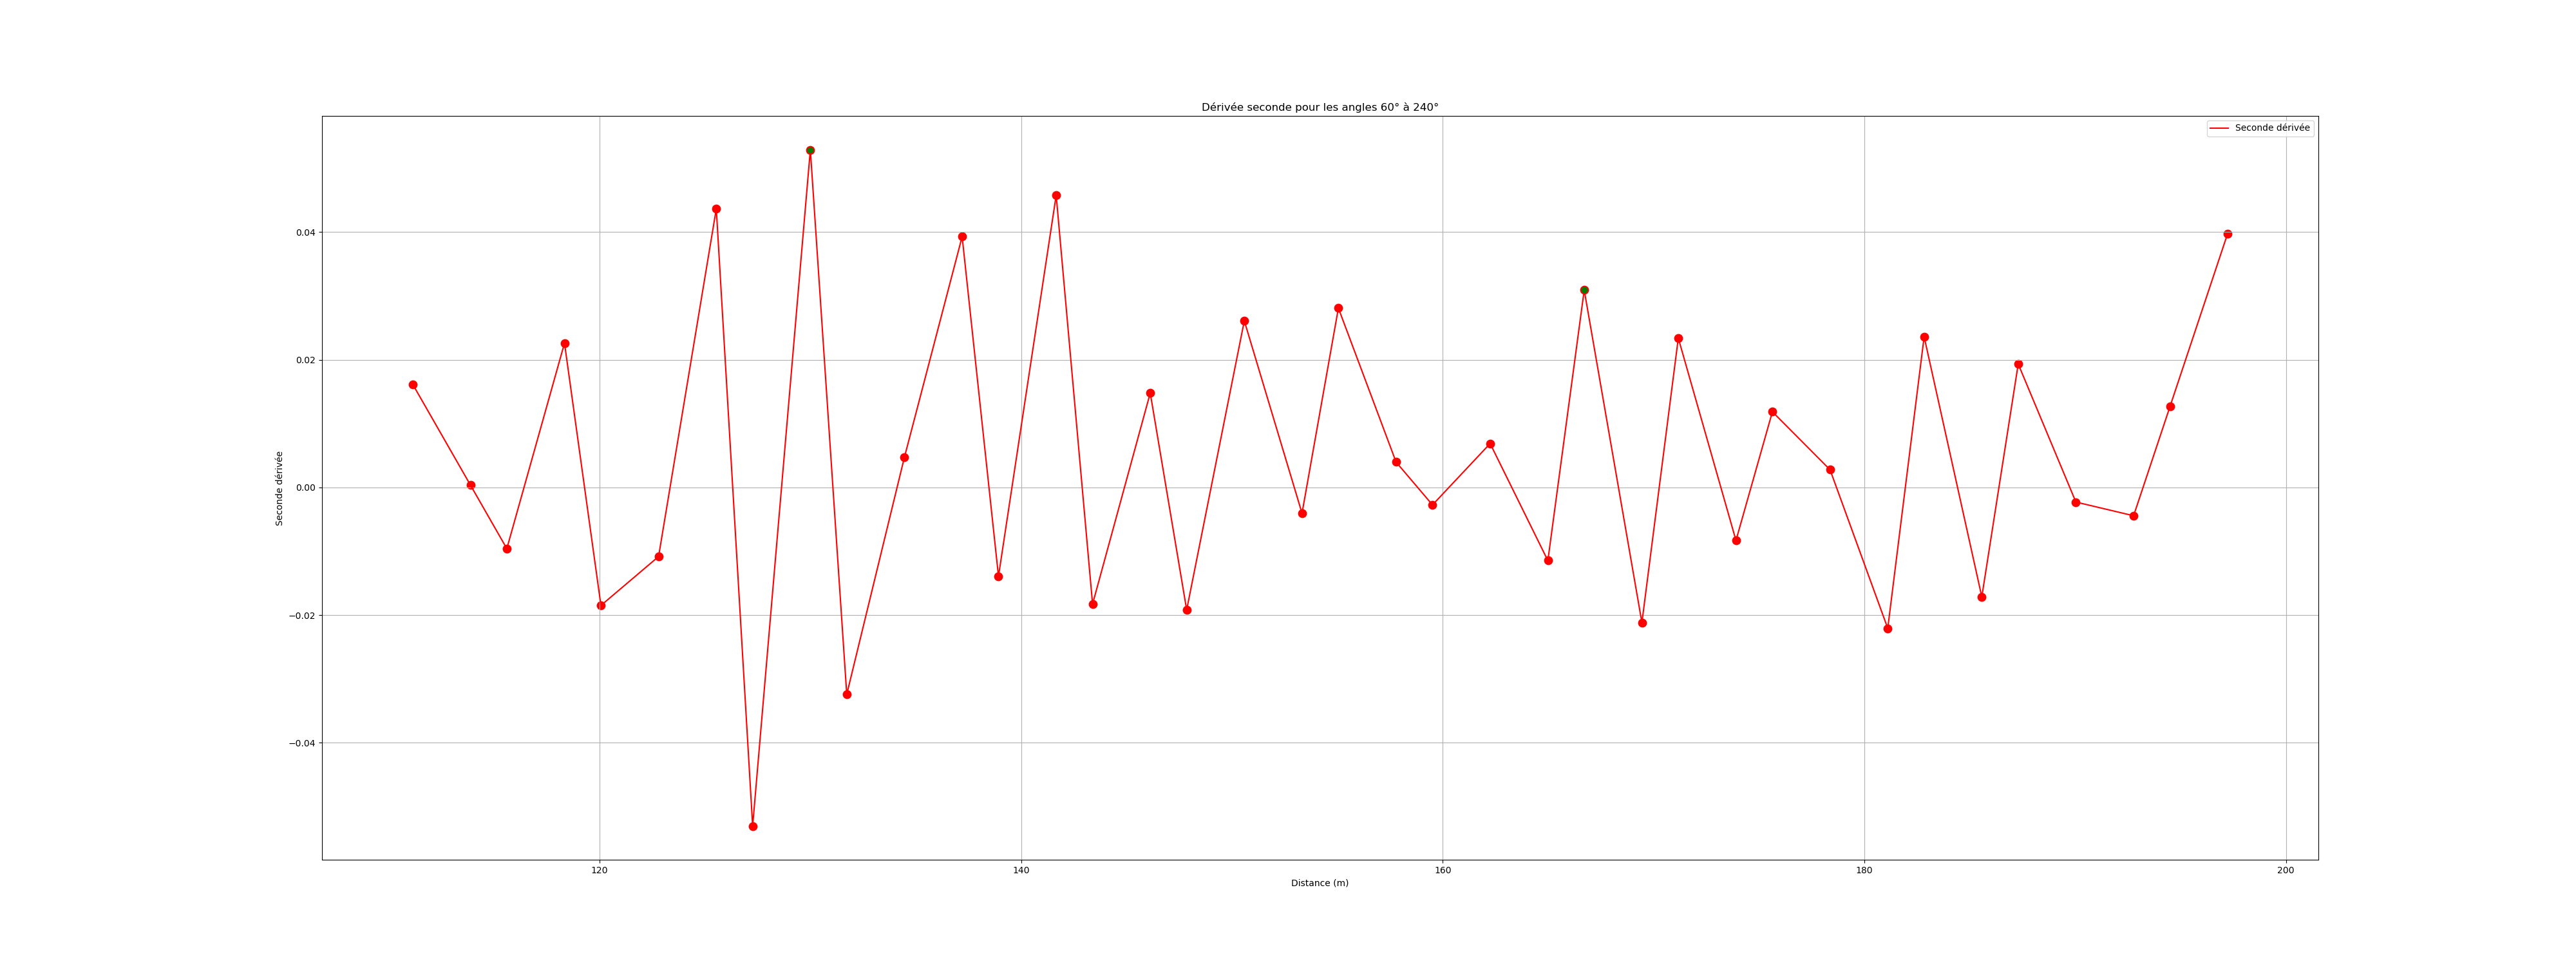 Dérivée seconde pour les angles 60° à 240°
Seconde dérivée
0.04
0.02
0.00
−0.02
−0.04
Seconde dérivée
120
140
160
180
200
Distance (m)